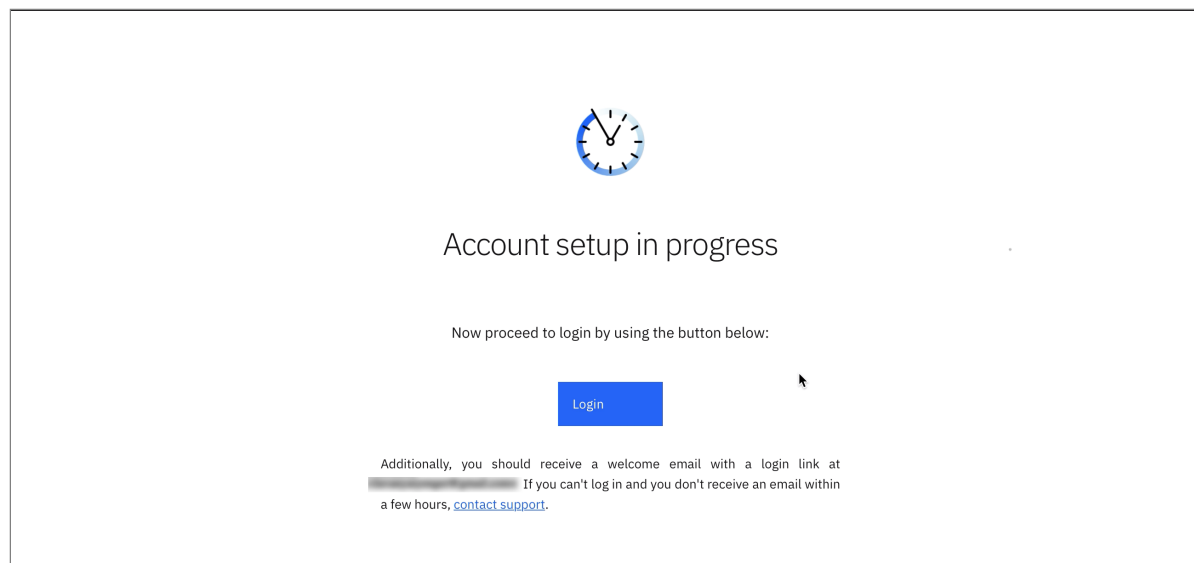 Account setup in progress
Now proceed to login by using the button below:
Login
Additionally, you should receive a welcome email with a login link at
If you can't log in and you don't receive an email within
a few hours, contact support.